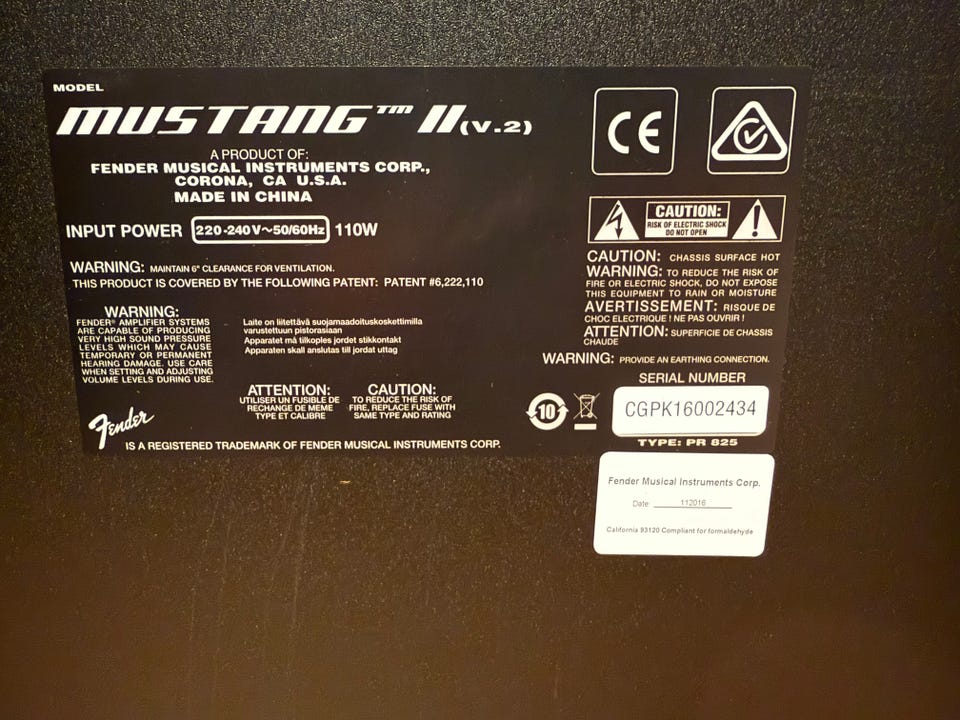 MODEL
MUSTANG™ II (V.2)
A PRODUCT OF:
FENDER MUSICAL INSTRUMENTS CORP.,
CORONA, CA U.S.A.
MADE IN CHINA
INPUT POWER 220-240V~50/60Hz 110W
WARNING: MAINTAIN 6" CLEARANCE FOR VENTILATION.
THIS PRODUCT IS COVERED BY THE FOLLOWING PATENT: PATENT #6,222,110
WARNING:
FENDER® AMPLIFIER SYSTEMS
ARE CAPABLE OF PRODUCING
VERY HIGH SOUND PRESSURE
LEVELS WHICH MAY CAUSE
TEMPORARY OR PERMANENT
HEARING DAMAGE. USE CARE
WHEN SETTING AND ADJUSTING
VOLUME LEVELS DURING USE.
Laite on liitettävä suojamaadoituskoskettimilla
varustettuun pistorasiaan
Apparatet må tilkoples jordet stikkontakt
Apparaten skall anslutas till jordat uttag
ATTENTION:
UTILISER UN FUSIBLE DE
RECHANGE DE MEME
TYPE ET CALIBRE
CAUTION:
TO REDUCE THE RISK OF
FIRE, REPLACE FUSE WITH
SAME TYPE AND RATING
Fender
IS A REGISTERED TRADEMARK OF FENDER MUSICAL INSTRUMENTS CORP.
CE
CAUTION:
RISK OF ELECTRIC SHOCK
DO NOT OPEN
CAUTION: CHASSIS SURFACE HOT
WARNING: TO REDUCE THE RISK OF
FIRE OR ELECTRIC SHOCK, DO NOT EXPOSE
THIS EQUIPMENT TO RAIN OR MOISTURE
AVERTISSEMENT: RISQUE DE
CHOC ELECTRIQUE ! NE PAS OUVRIR !
ATTENTION: SUPERFICIE DE CHASSIS
CHAUDE
WARNING: PROVIDE AN EARTHING CONNECTION.
SERIAL NUMBER
10
CGPK16002434
TYPE: PR 825
Fender Musical Instruments Corp.
Date: 112016
California 93120 Compliant for formaldehyde